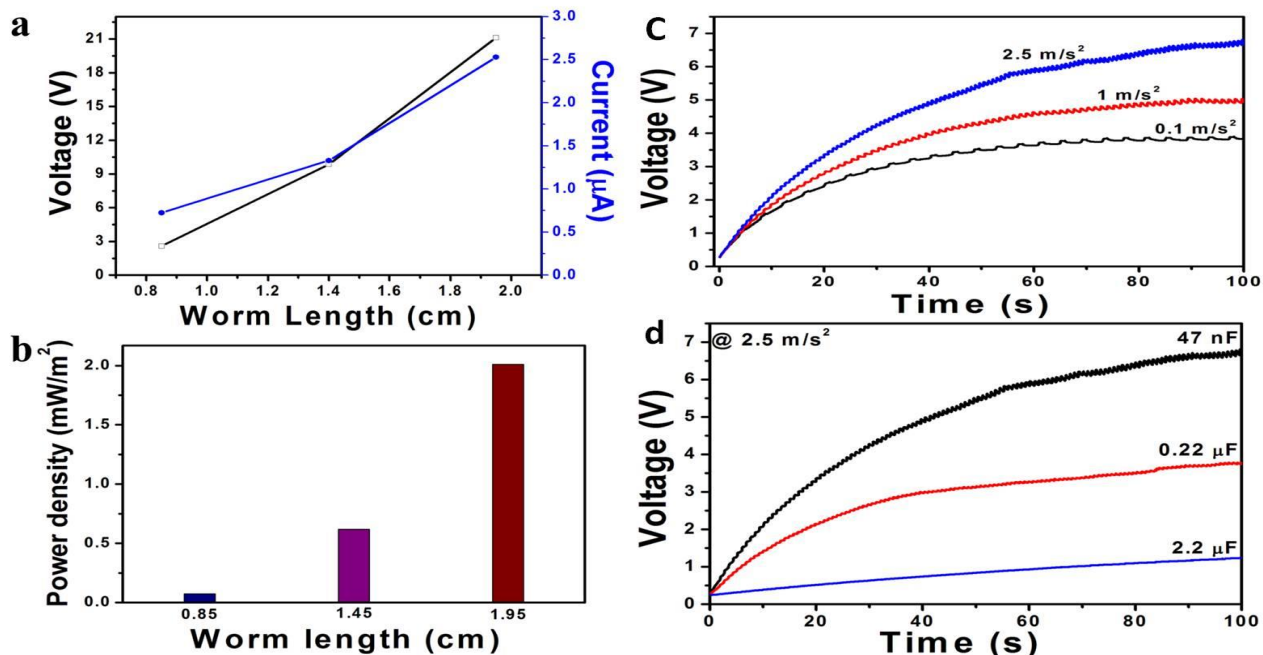 a
Voltage (V)
21
18
15
12
9
6
3
0
3.0
2.5
2.0
1.5
1.0
0.5
0.0
Current (µA)
0.8 1.0 1.2 1.4 1.6 1.8 2.0
Worm Length (cm)
b
Power density (mW/m²)
2.0
1.5
1.0
0.5
0.0
0.85 1.45 1.95
Worm length (cm)
C
Voltage (V)
7
6
5
4
3
2
1
0
2.5 m/s²
1 m/s²
0.1 m/s²
0 20 40 60 80 100
Time (s)
d
@ 2.5 m/s²
Voltage (V)
7
6
5
4
3
2
1
0
47 nF
0.22 µF
2.2 µF
0 20 40 60 80 100
Time (s)